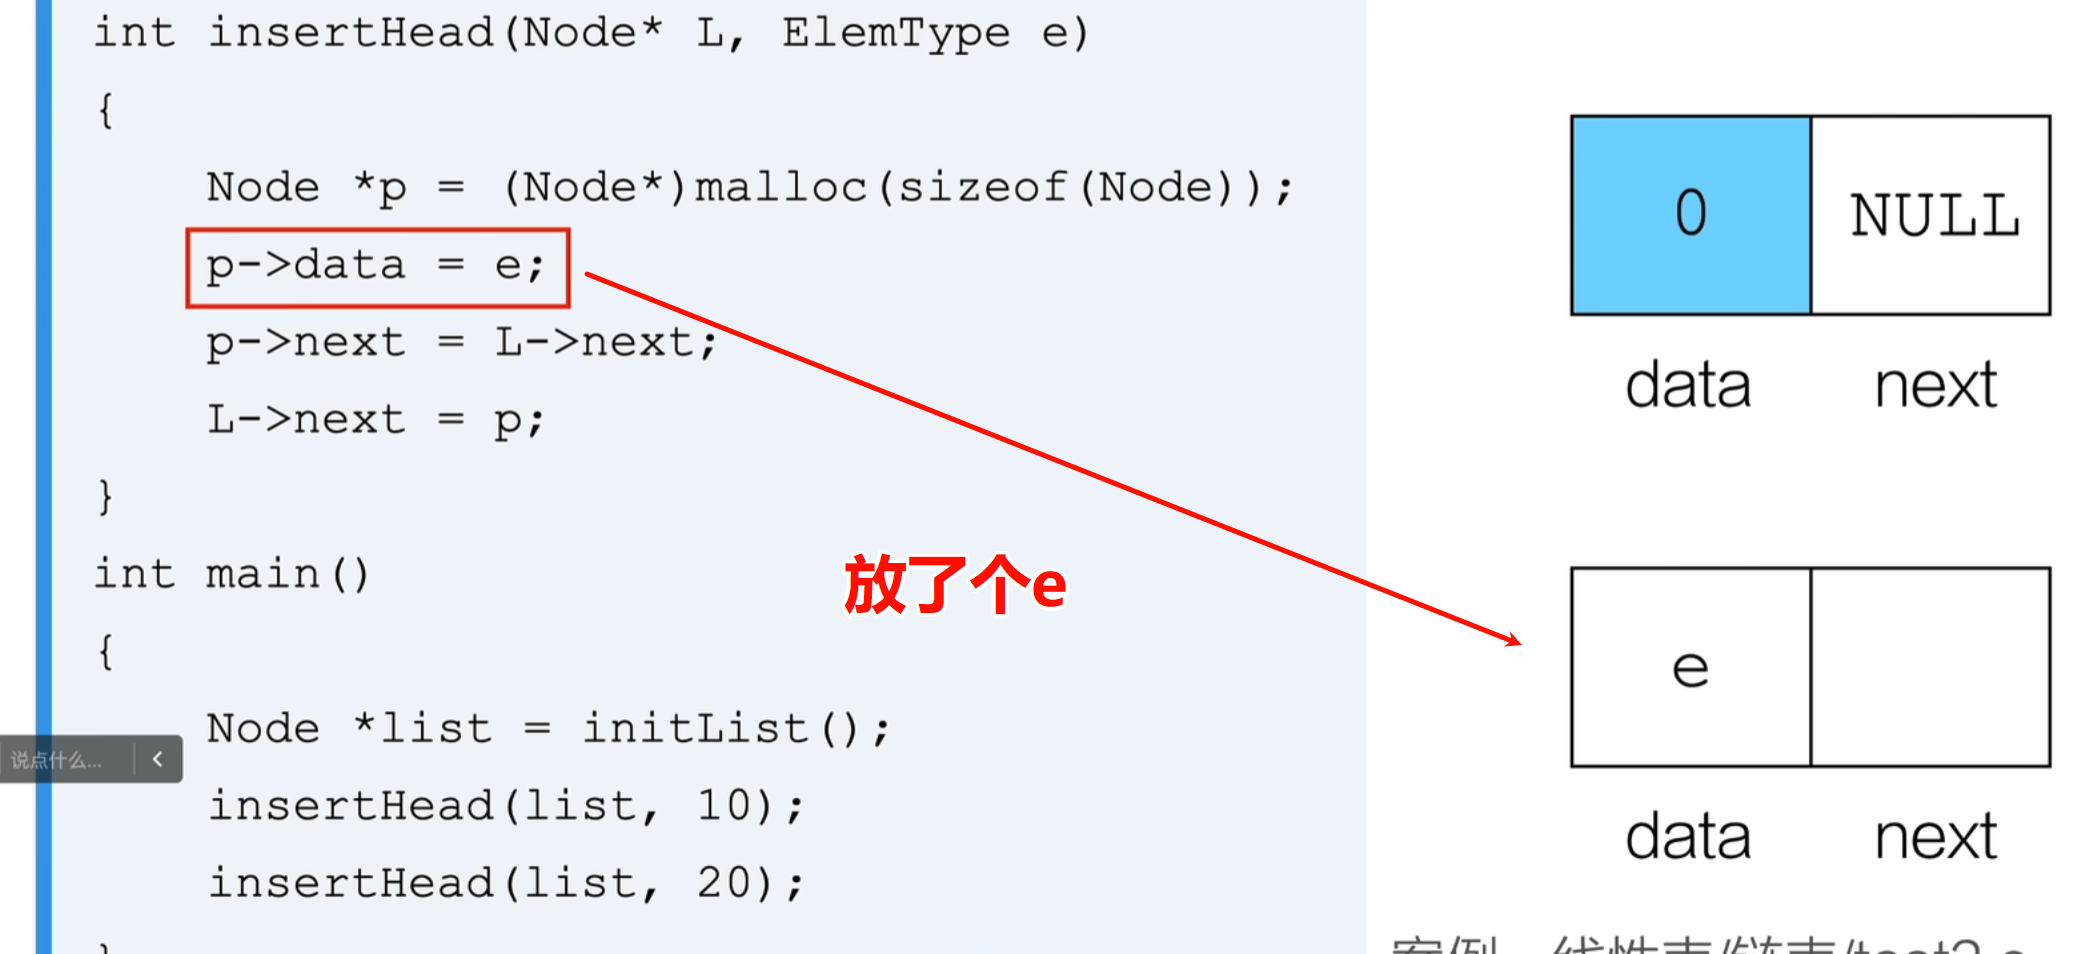 int insertHead(Node* L, ElemType e)
{
Node *p = (Node*)malloc(sizeof(Node));
p->data = e;
p->next = L->next;
L->next = p;
}
int main()
{
Node *list = initList();
insertHead(list, 10);
insertHead(list, 20);
放了个e
说点什么...
0 NULL
data next
e
data next